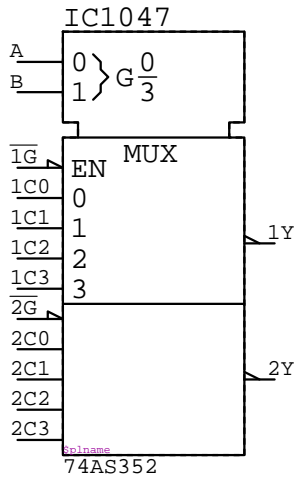 IC1047
A 0 } G 0/3
B 1
MUX
1G EN
1C0 0
1C1 1
1Y
1C2 2
1C3 3
2G
2C0
2C1
2Y
2C2
2C3
$plname
74AS352